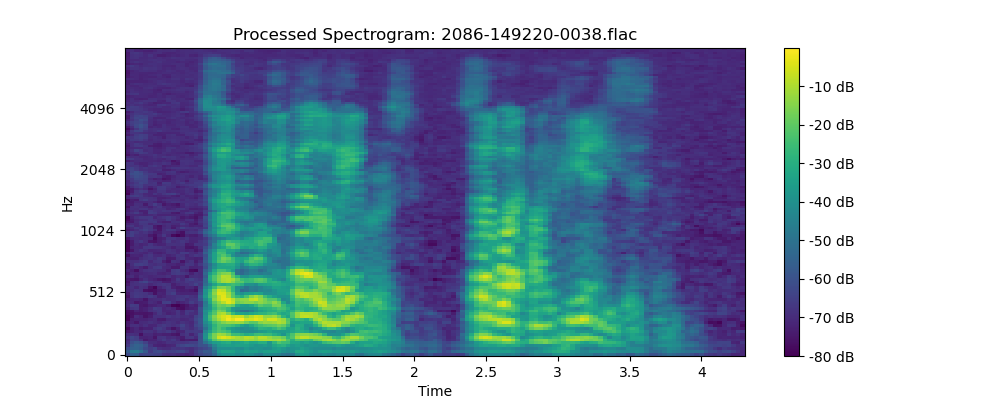 Processed Spectrogram: 2086-149220-0038.flac
Hz
4096
2048
1024
512
0
0 0.5 1 1.5 2 2.5 3 3.5 4
Time
-10 dB
-20 dB
-30 dB
-40 dB
-50 dB
-60 dB
-70 dB
-80 dB